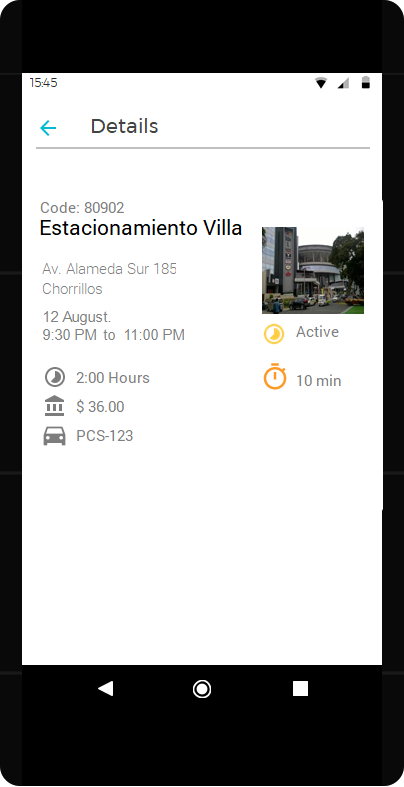 15:45
Details
Code: 80902
Estacionamiento Villa
Av. Alameda Sur 185
Chorrillos
12 August.
9:30 PM to 11:00 PM
Active
2:00 Hours
10 min
$ 36.00
PCS-123